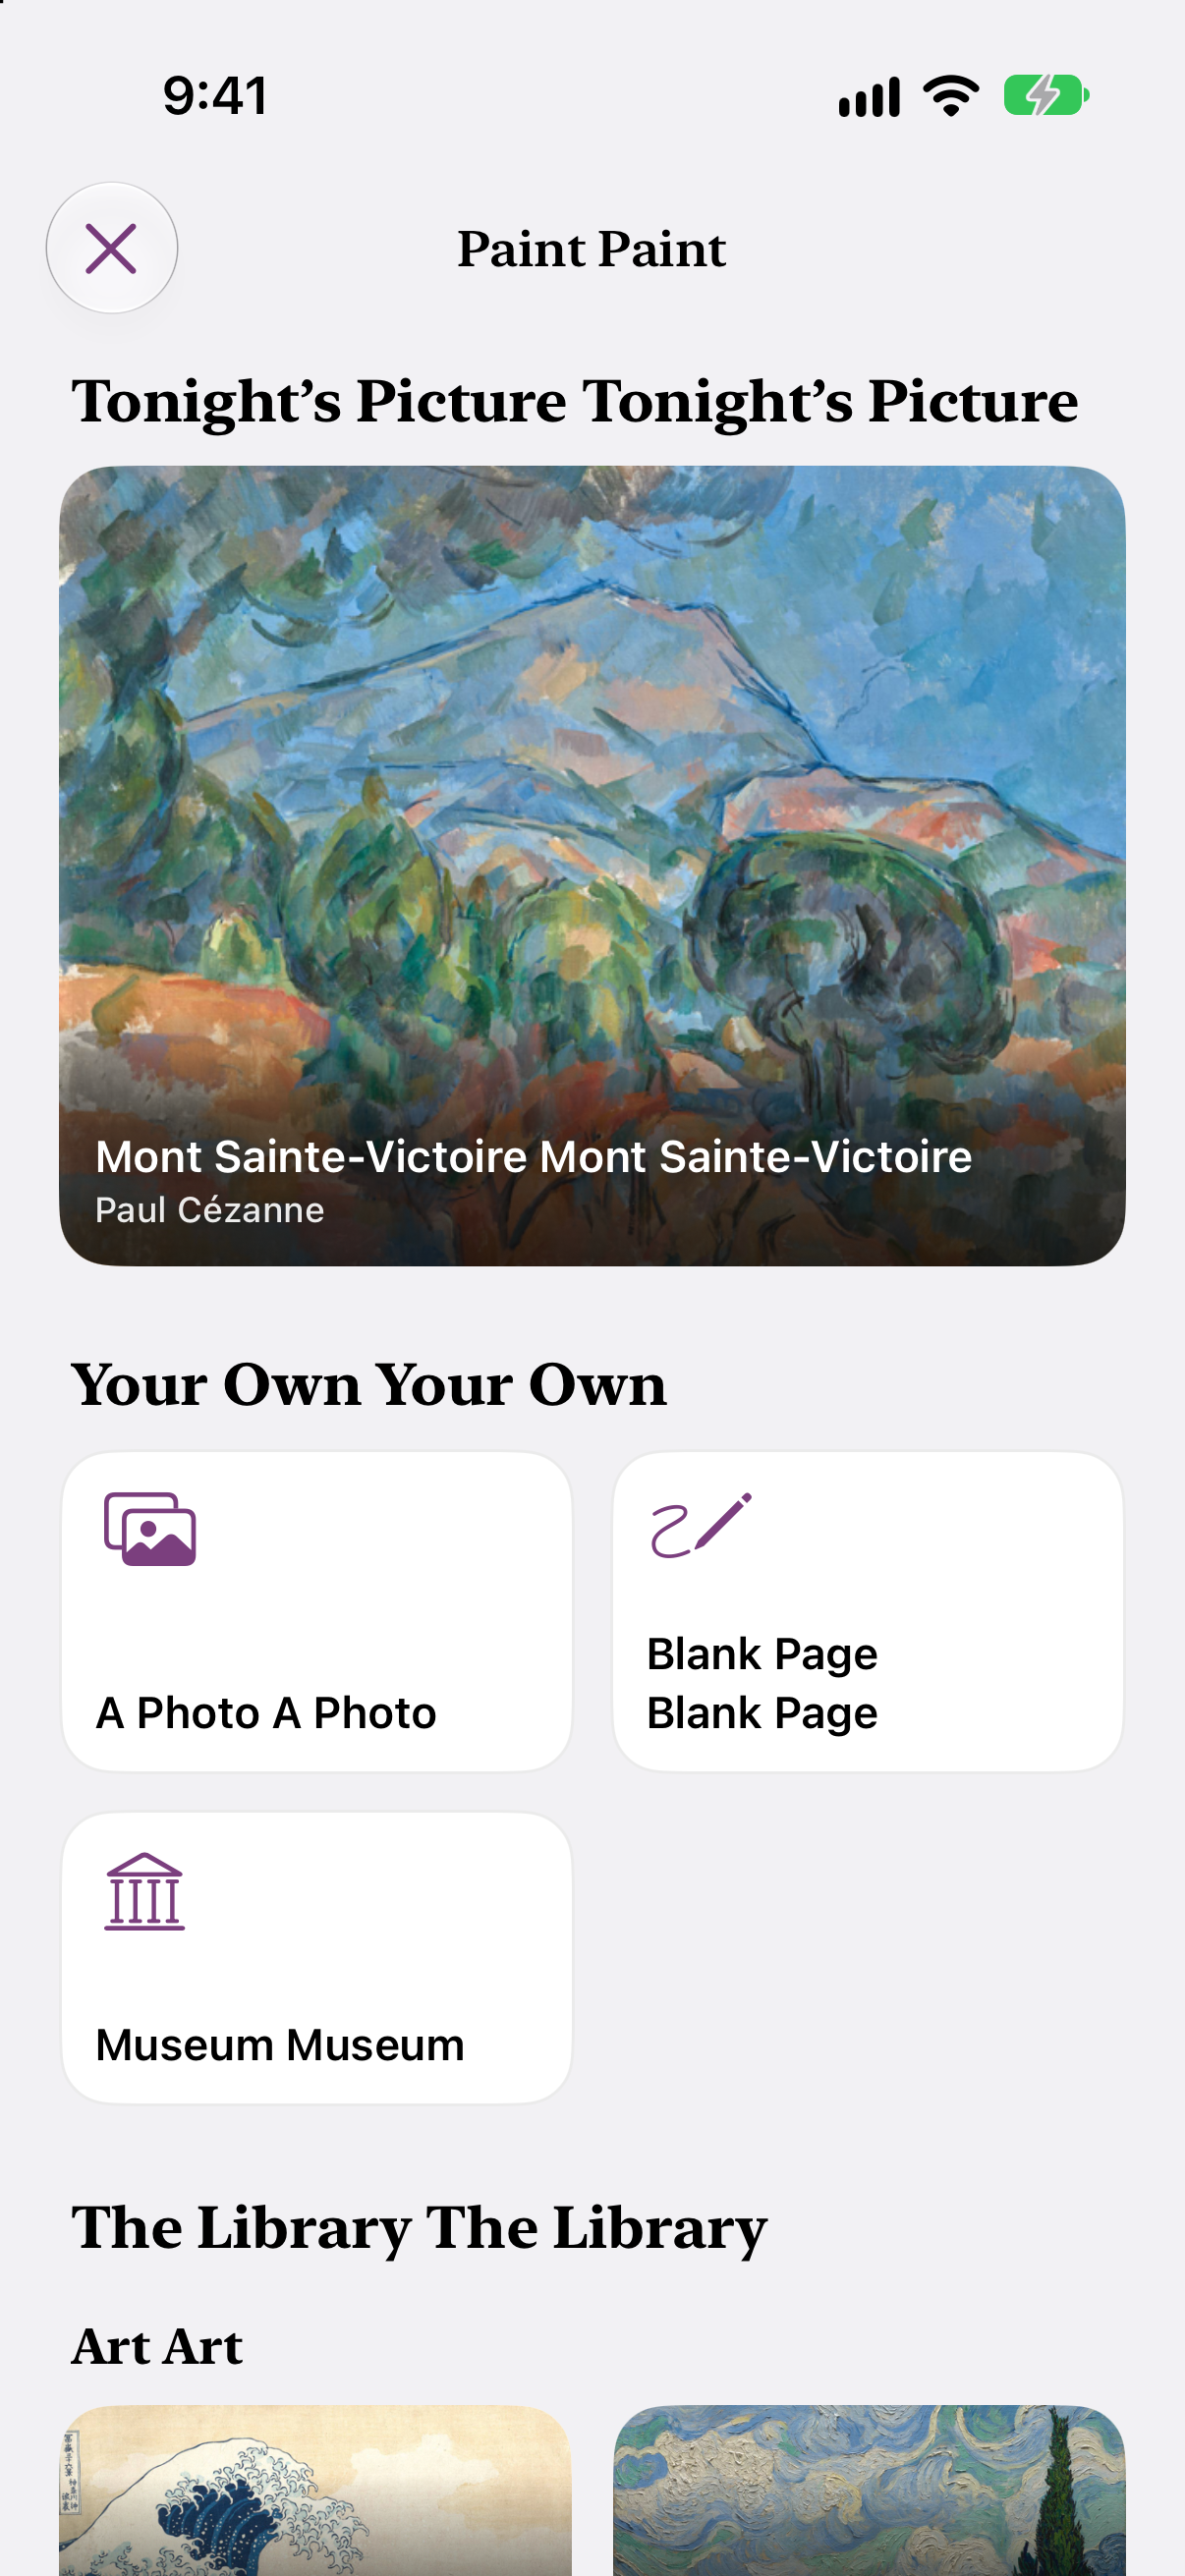 9:41
Paint Paint
Tonight’s Picture Tonight’s Picture
Mont Sainte-Victoire Mont Sainte-Victoire
Paul Cézanne
Your Own Your Own
A Photo A Photo
Blank Page
Blank Page
Museum Museum
The Library The Library
Art Art